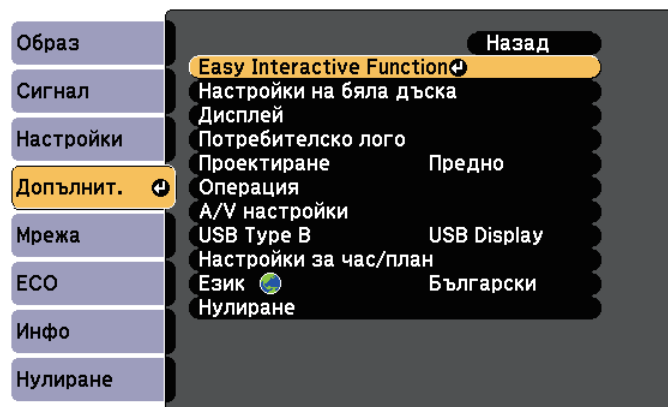 Образ
Сигнал
Настройки
Допълнит.
Мрежа
ECO
Инфо
Нулиране
Назад
Easy Interactive Function
Настройки на бяла дъска
Дисплей
Потребителско лого
Проектиране Предно
Операция
A/V настройки
USB Type B USB Display
Настройки за час/план
Език Български
Нулиране